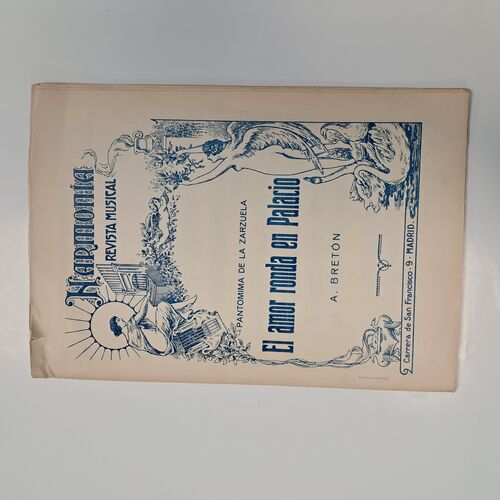 HARMONÍA
REVISTA MUSICAL
PANTOMIMA DE LA ZARZUELA
El amor ronda en Palacio
A. BRETÓN
Carrera de San Francisco - 9 - MADRID.